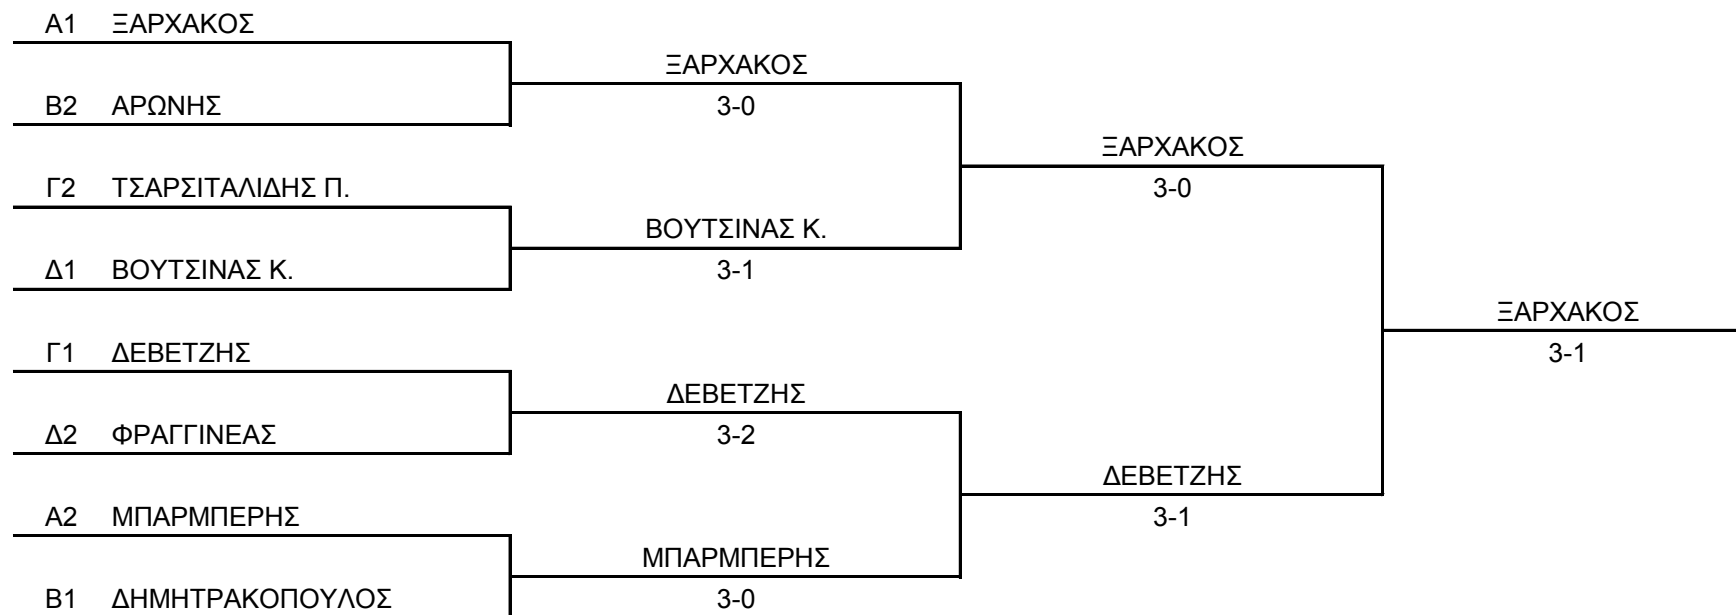 Α1 ΞΑΡΧΑΚΟΣ
ΞΑΡΧΑΚΟΣ
Β2 ΑΡΩΝΗΣ
3-0
ΞΑΡΧΑΚΟΣ
Γ2 ΤΣΑΡΣΙΤΑΛΙΔΗΣ Π.
3-0
ΒΟΥΤΣΙΝΑΣ Κ.
Δ1 ΒΟΥΤΣΙΝΑΣ Κ.
3-1
ΞΑΡΧΑΚΟΣ
Γ1 ΔΕΒΕΤΖΗΣ
3-1
ΔΕΒΕΤΖΗΣ
Δ2 ΦΡΑΓΓΙΝΕΑΣ
3-2
ΔΕΒΕΤΖΗΣ
Α2 ΜΠΑΡΜΠΕΡΗΣ
3-1
ΜΠΑΡΜΠΕΡΗΣ
Β1 ΔΗΜΗΤΡΑΚΟΠΟΥΛΟΣ
3-0